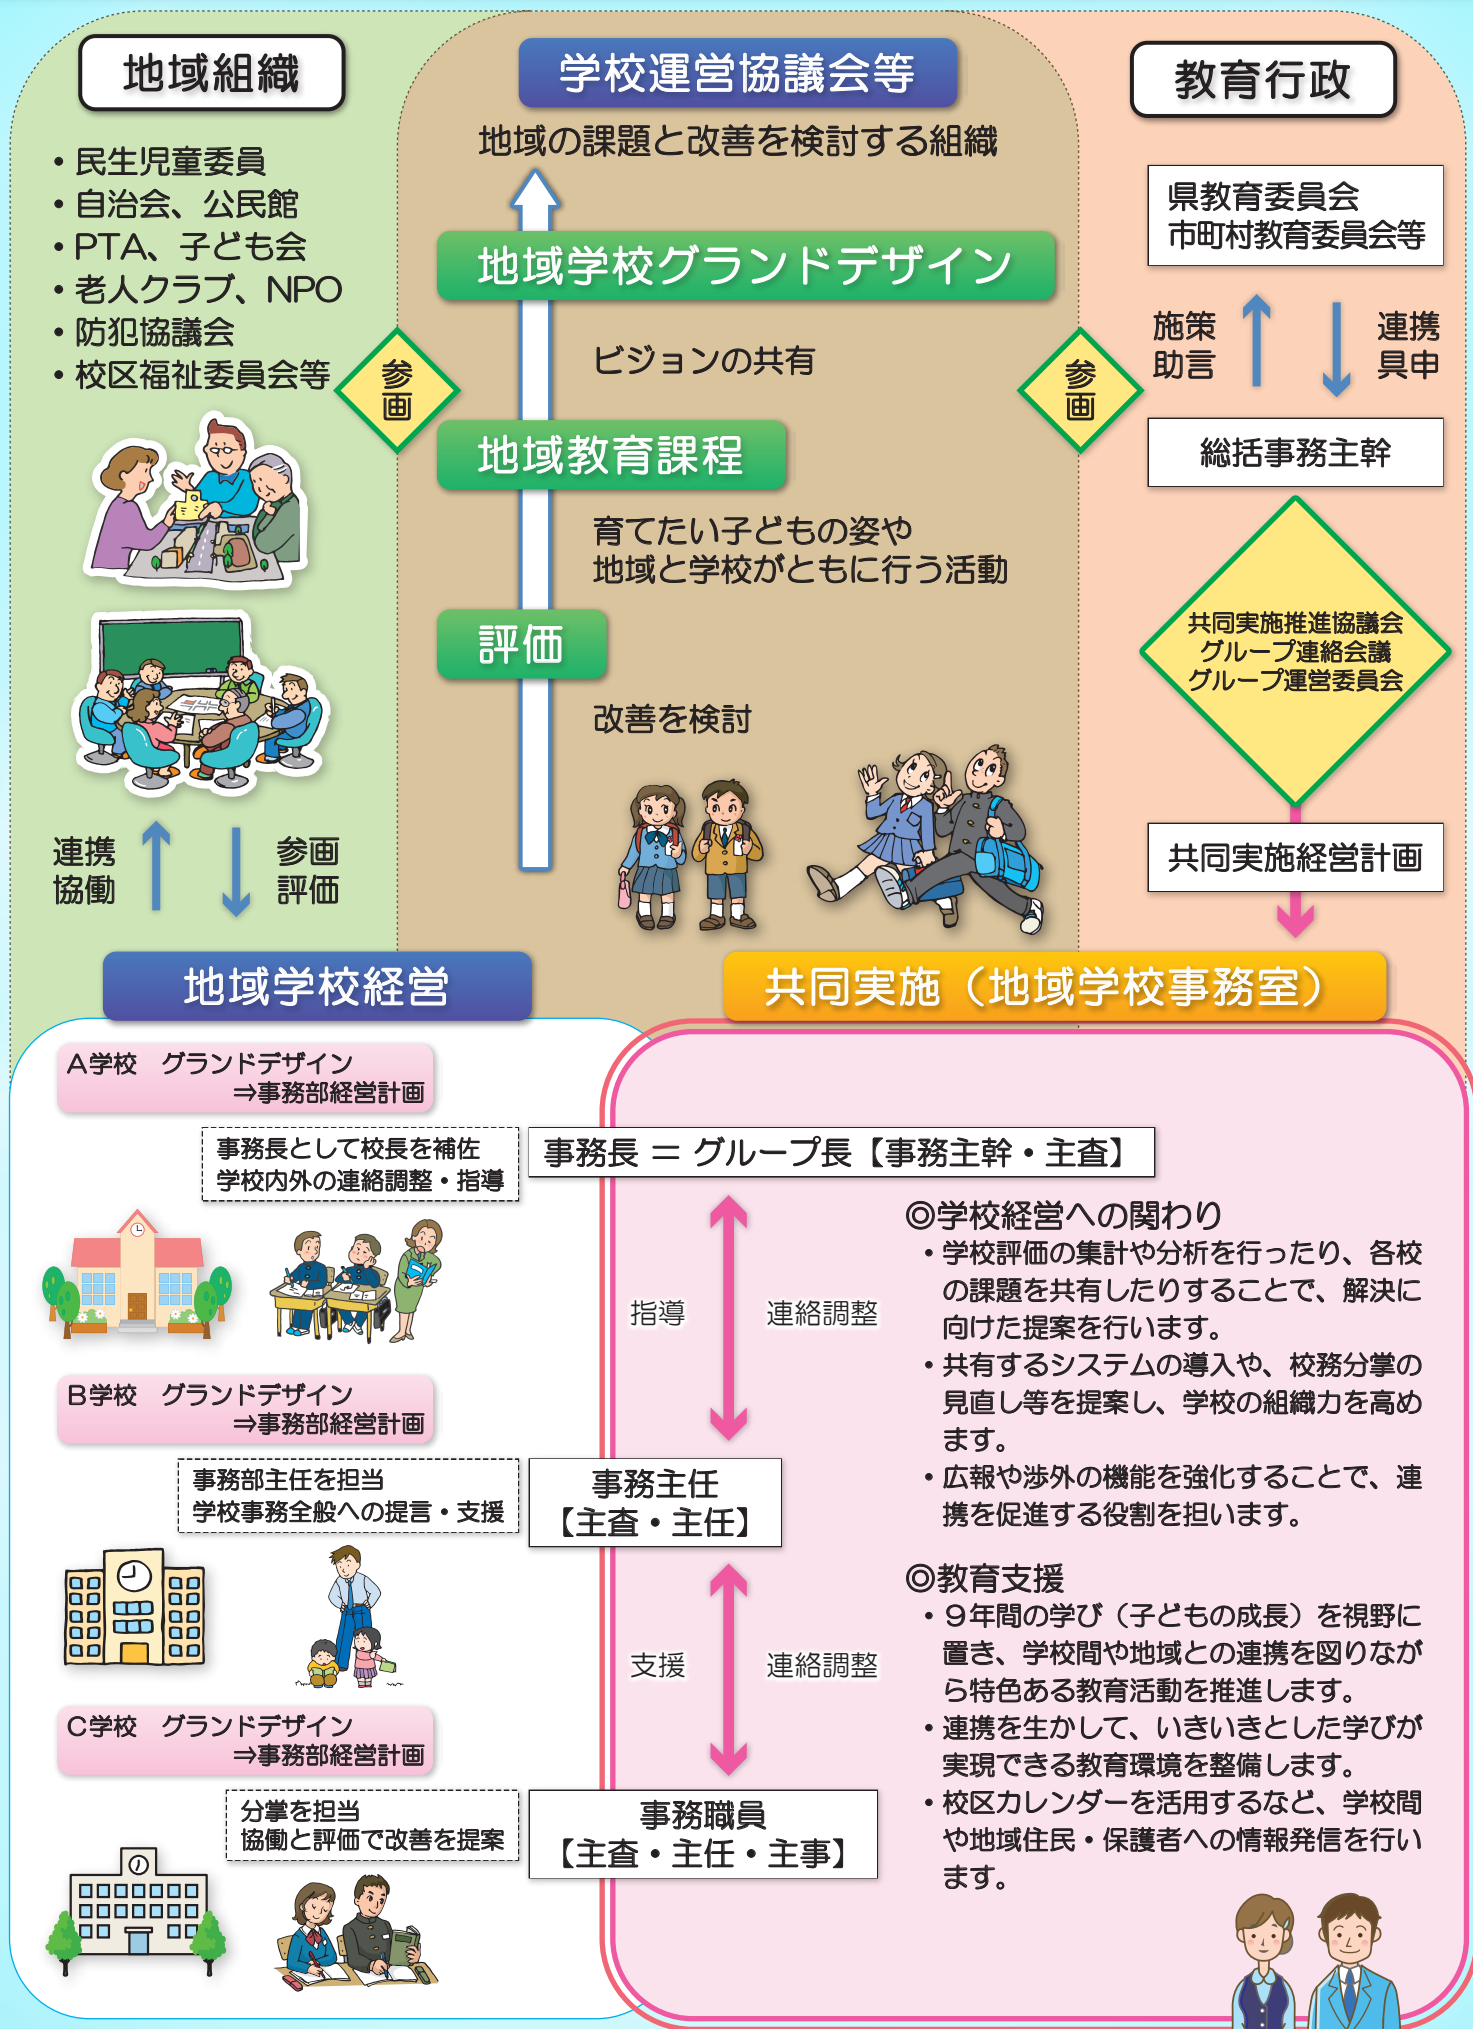 地域組織
・民生児童委員
・自治会、公民館
・PTA、子ども会
・老人クラブ、NPO
・防犯協議会
・校区福祉委員会等
連携
協働
参画
評価
参
画
学校運営協議会等
地域の課題と改善を検討する組織
地域学校グランドデザイン
ビジョンの共有
地域教育課程
育てたい子どもの姿や
地域と学校がともに行う活動
評価
改善を検討
参
画
教育行政
県教育委員会
市町村教育委員会等
施策
助言
連携
具申
総括事務主幹
共同実施推進協議会
グループ連絡会議
グループ運営委員会
共同実施経営計画
地域学校経営
A学校　グランドデザイン
⇒事務部経営計画
事務長として校長を補佐
学校内外の連絡調整・指導
B学校　グランドデザイン
⇒事務部経営計画
事務部主任を担当
学校事務全般への提言・支援
C学校　グランドデザイン
⇒事務部経営計画
分掌を担当
協働と評価で改善を提案
共同実施（地域学校事務室）
事務長 ＝ グループ長【事務主幹・主査】
指導
連絡調整
事務主任
【主査・主任】
支援
連絡調整
事務職員
【主査・主任・主事】
◎学校経営への関わり
・学校評価の集計や分析を行ったり、各校
の課題を共有したりすることで、解決に
向けた提案を行います。
・共有するシステムの導入や、校務分掌の
見直し等を提案し、学校の組織力を高め
ます。
・広報や渉外の機能を強化することで、連
携を促進する役割を担います。
◎教育支援
・９年間の学び（子どもの成長）を視野に
置き、学校間や地域との連携を図りなが
ら特色ある教育活動を推進します。
・連携を生かして、いきいきとした学びが
実現できる教育環境を整備します。
・校区カレンダーを活用するなど、学校間
や地域住民・保護者への情報発信を行い
ます。